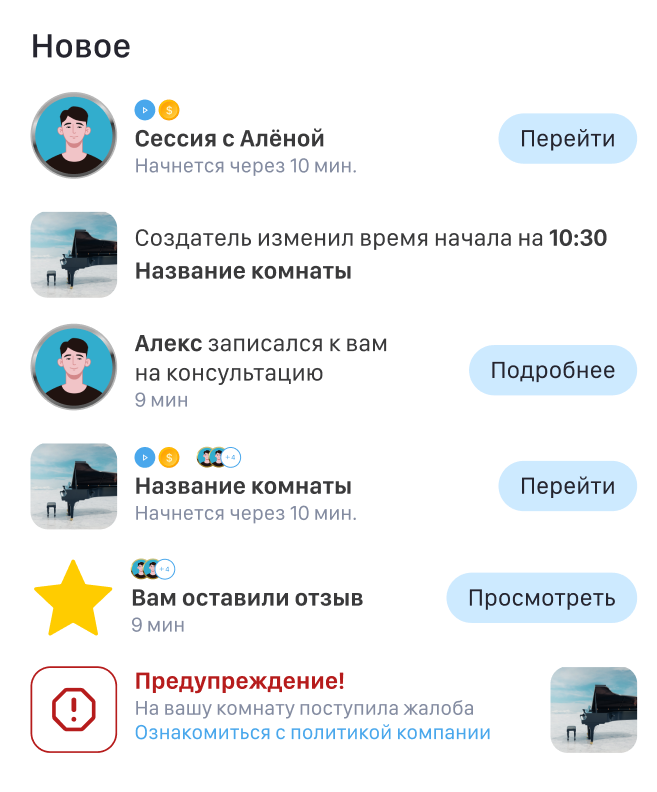 Новое
$
Сессия с Алёной
Начнется через 10 мин.
Перейти
Создатель изменил время начала на 10:30
Название комнаты
Алекс записался к вам
на консультацию
9 мин
Подробнее
$ +4
Название комнаты
Начнется через 10 мин.
Перейти
+4
Вам оставили отзыв
9 мин
Просмотреть
Предупреждение!
На вашу комнату поступила жалоба
Ознакомиться с политикой компании